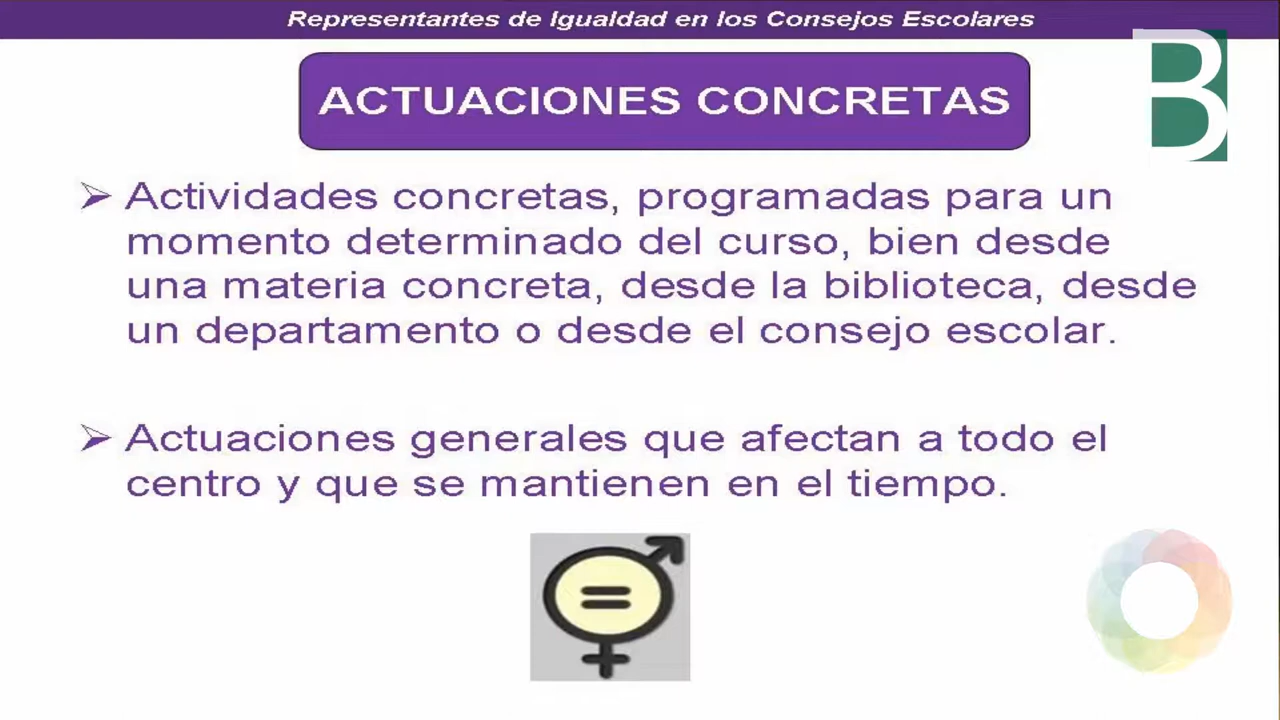 Representantes de Igualdad en los Consejos Escolares
B
ACTUACIONES CONCRETAS
Actividades concretas, programadas para un
momento determinado del curso, bien desde
una materia concreta, desde la biblioteca, desde
un departamento o desde el consejo escolar.
Actuaciones generales que afectan a todo el
centro y que se mantienen en el tiempo.
=